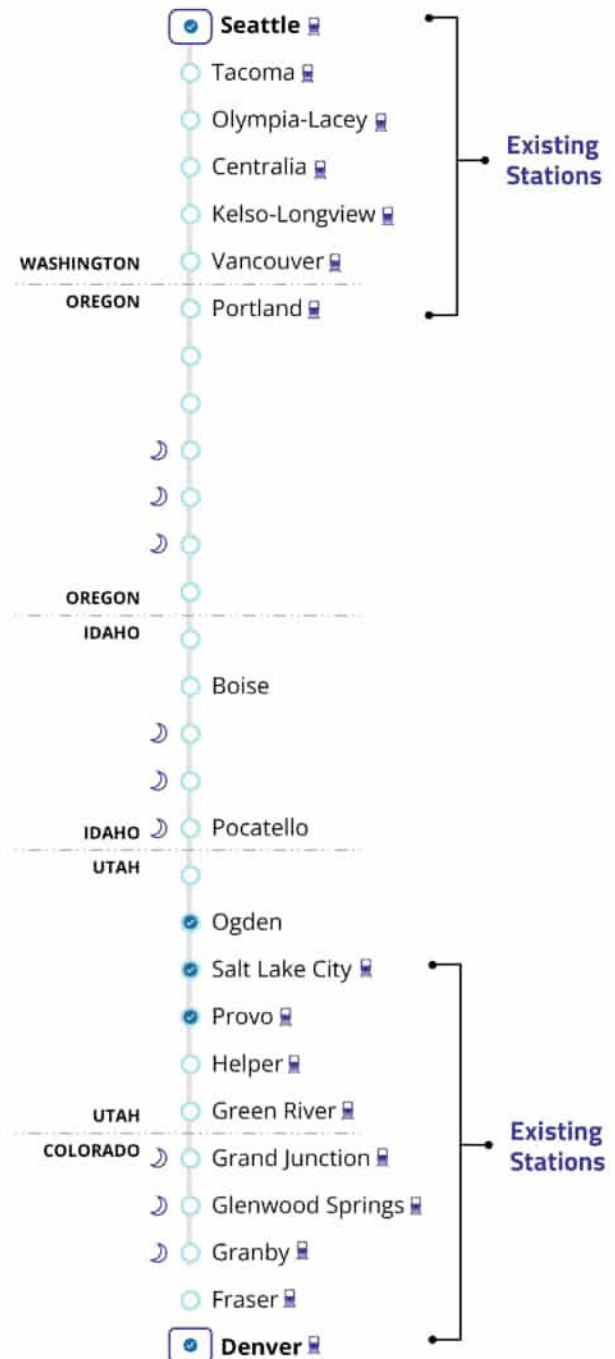 Seattle
Tacoma
Olympia-Lacey
Existing
Stations
Centralia
Kelso-Longview
WASHINGTON
Vancouver
OREGON
Portland
OREGON
IDAHO
Boise
IDAHO
Pocatello
UTAH
Ogden
Salt Lake City
Provo
Helper
UTAH
Green River
COLORADO
Existing
Stations
Grand Junction
Glenwood Springs
Granby
Fraser
Denver